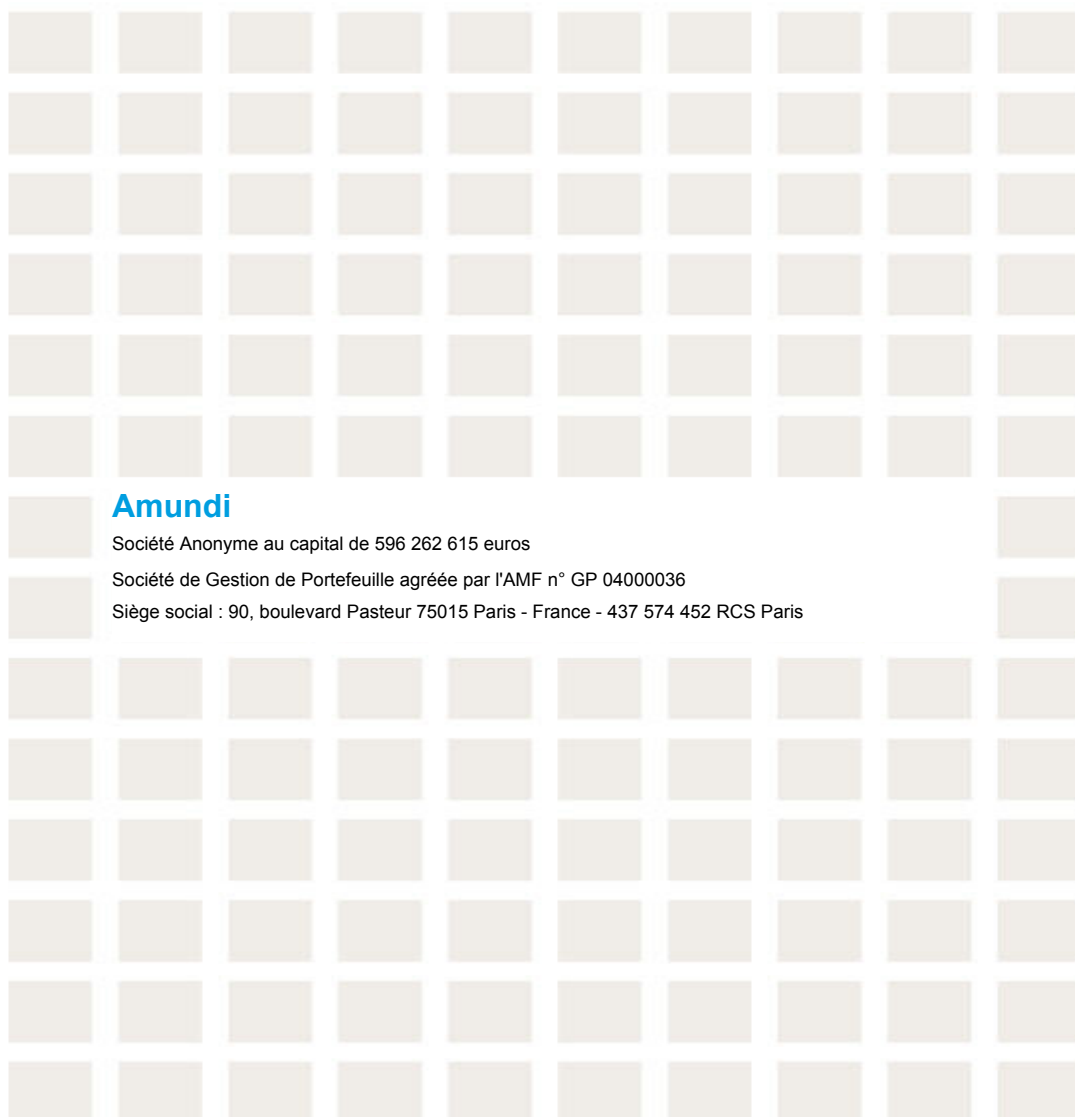 Amundi
Société Anonyme au capital de 596 262 615 euros
Société de Gestion de Portefeuille agréée par l'AMF n° GP 04000036
Siège social : 90, boulevard Pasteur 75015 Paris - France - 437 574 452 RCS Paris